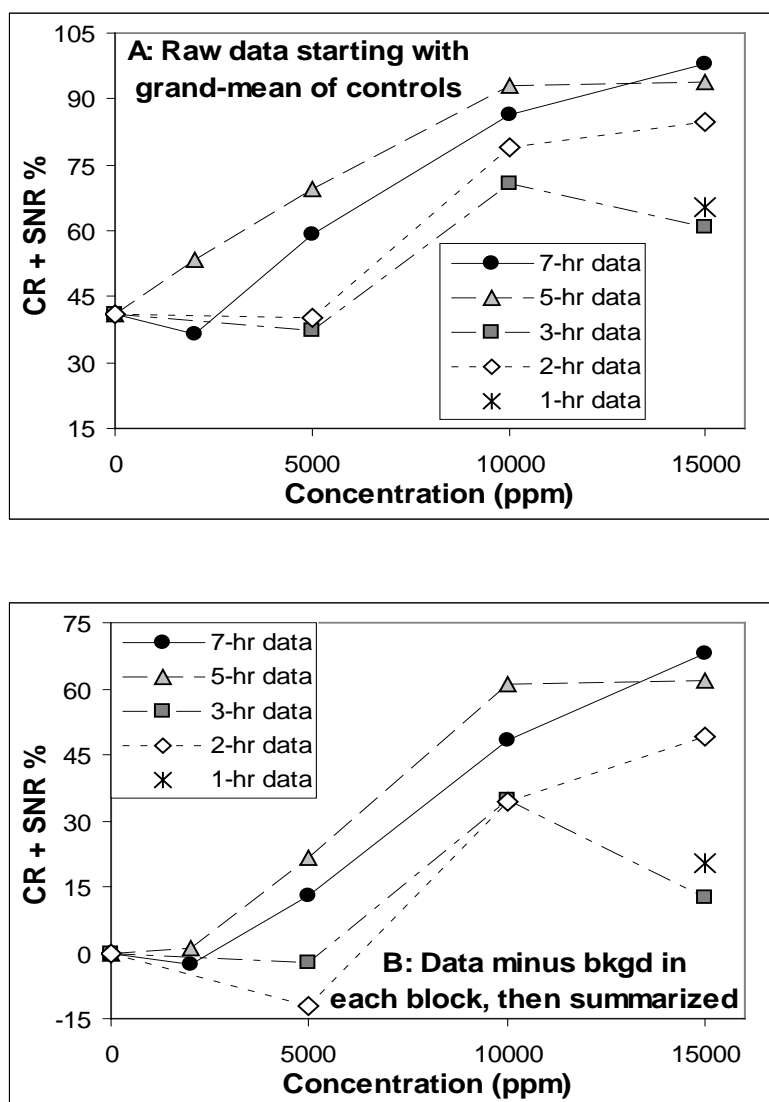 A: Raw data starting with
grand-mean of controls
CR + SNR %
105
90
75
60
45
30
15
7-hr data
5-hr data
3-hr data
2-hr data
1-hr data
0
5000
10000
15000
Concentration (ppm)
CR + SNR %
75
60
45
30
15
0
-15
7-hr data
5-hr data
3-hr data
2-hr data
1-hr data
B: Data minus bkgd in
each block, then summarized
0
5000
10000
15000
Concentration (ppm)